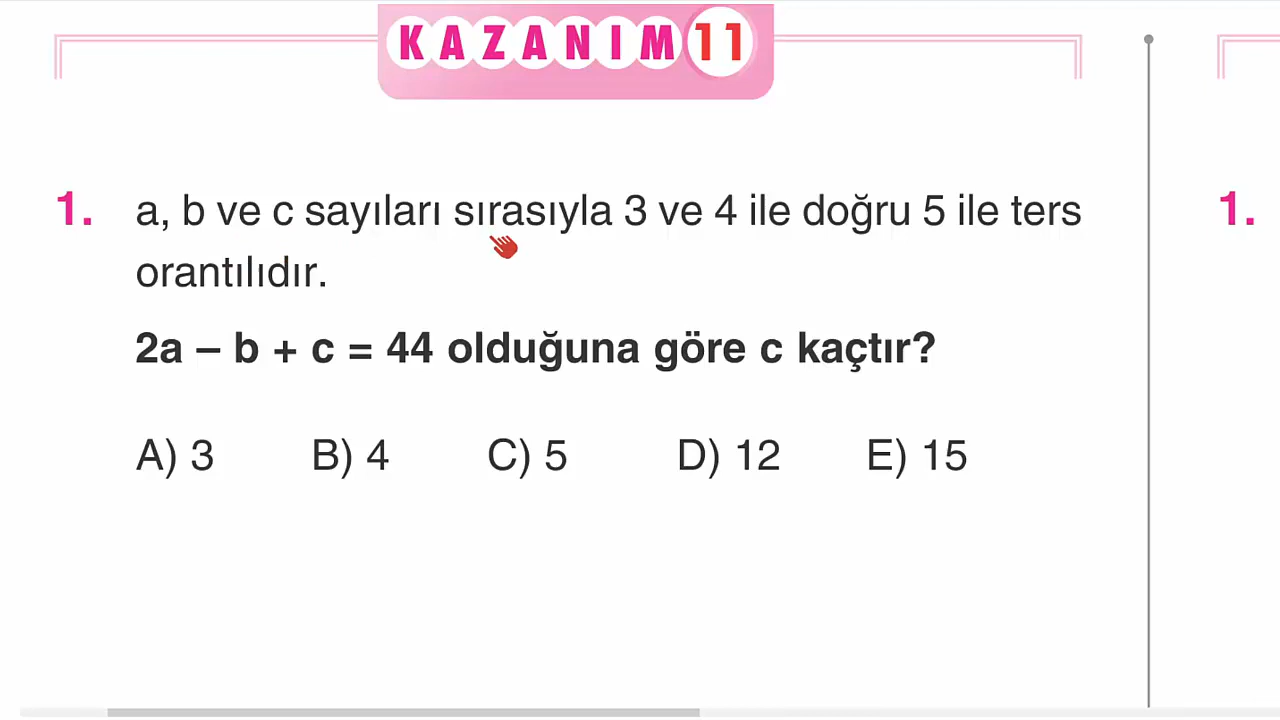 KAZANIM 11
1. a, b ve c sayıları sırasıyla 3 ve 4 ile doğru 5 ile ters
orantılıdır.
2a – b + c = 44 olduğuna göre c kaçtır?
A) 3 B) 4 C) 5 D) 12 E) 15
1.